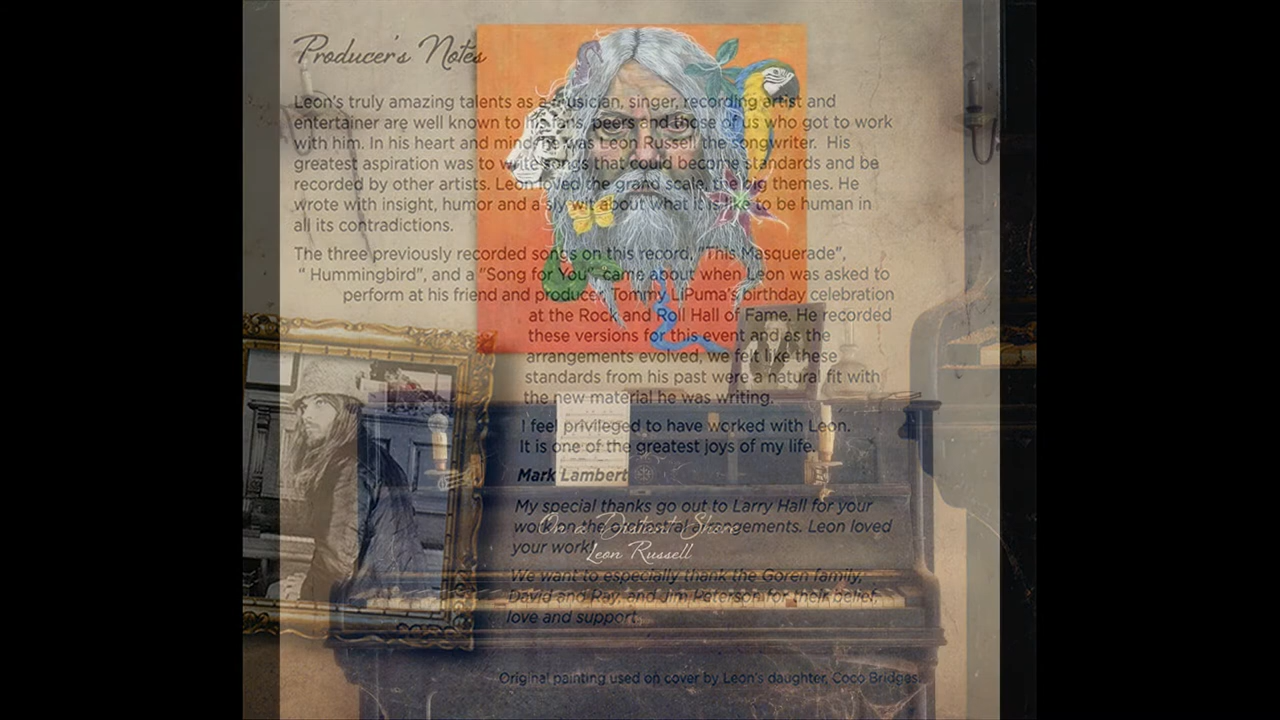 Producer's Notes
Leon's truly amazing talents as a musician, singer, recording artist and
entertainer are well known to his fans, peers and those of us who got to work
with him. In his heart and mind he was Leon Russell the songwriter. His
greatest aspiration was to write songs that could become standards and be
recorded by other artists. Leon loved the grand scale, the big themes. He
wrote with insight, humor and a sly wit about what it is like to be human in
all its contradictions.
The three previously recorded songs on this record, "This Masquerade",
" Hummingbird", and a "Song for You" came about when Leon was asked to
perform at his friend and producer, Tommy LiPuma's birthday celebration
at the Rock and Roll Hall of Fame. He recorded
these versions for this event and as the
arrangements evolved, we felt like these
standards from his past were a natural fit with
the new material he was writing.
I feel privileged to have worked with Leon.
It is one of the greatest joys of my life.
Mark Lambert
My special thanks go out to Larry Hall for your
work on the orchestral arrangements. Leon loved
your work!
On a Distant Shore
Leon Russell
We want to especially thank the Goren family,
David and Ray, and Jim Peterson for their belief,
love and support.
Original painting used on cover by Leon's daughter, Coco Bridges.